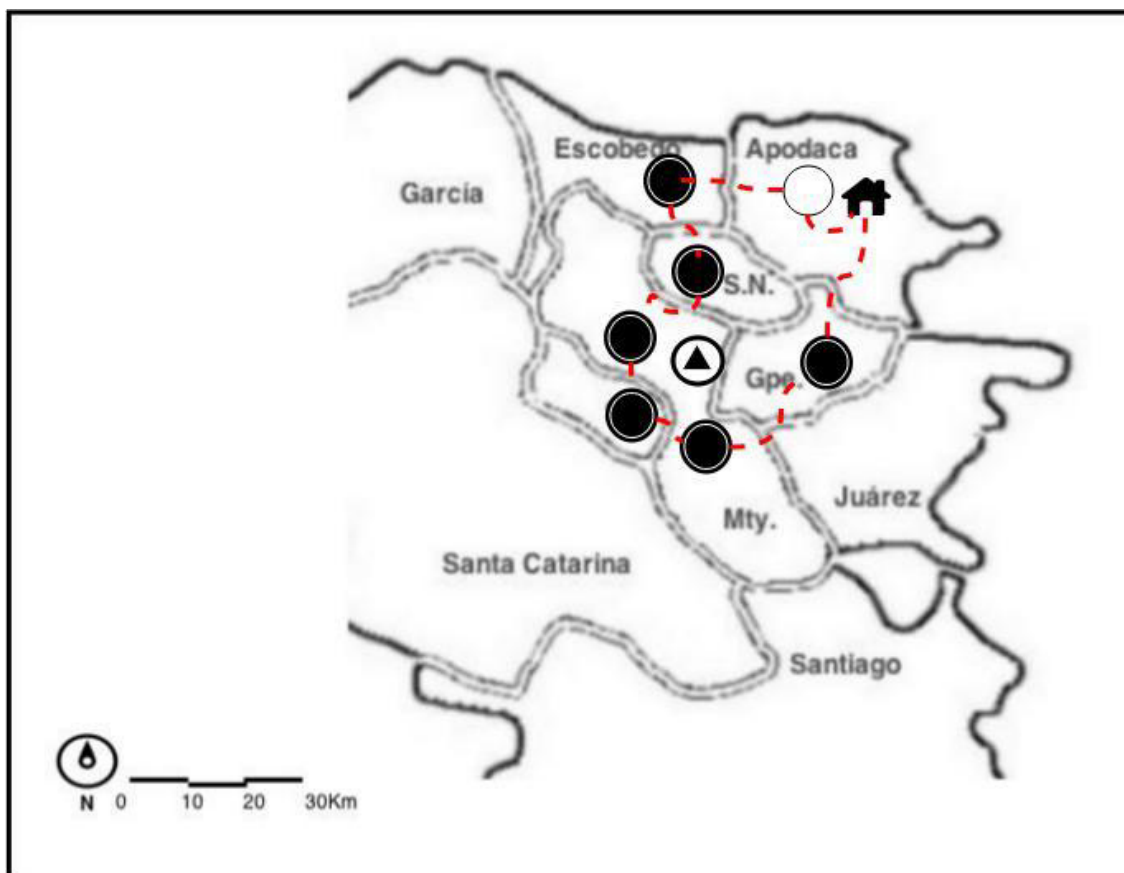 Escobedo
Apodaca
García
S.N.
Gpe.
Juárez
Mty.
Santa Catarina
Santiago
N 0 10 20 30Km